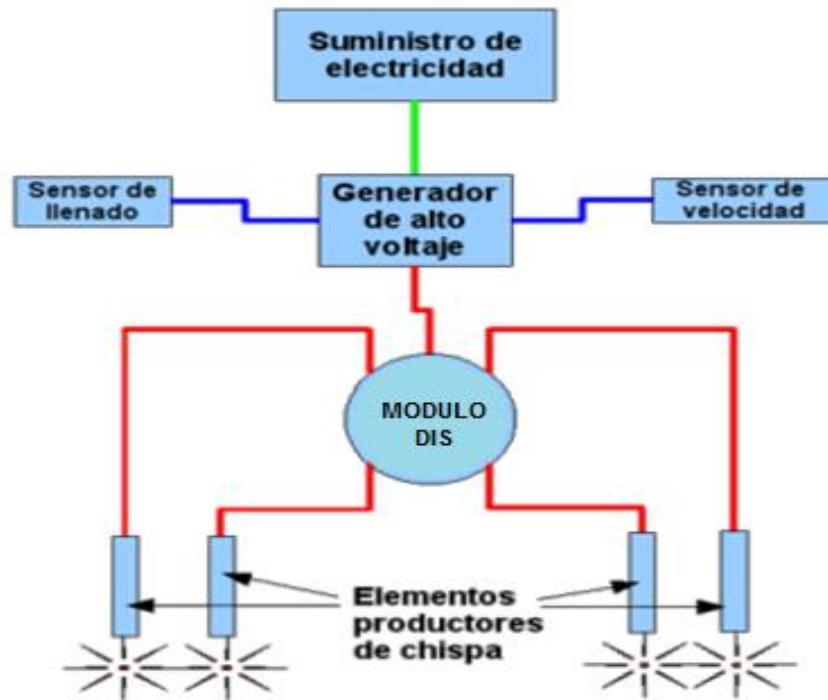 Suministro de
electricidad
Sensor de
llenado
Generador
de alto
voltaje
Sensor de
velocidad
MODULO
DIS
Elementos
productores
de chispa